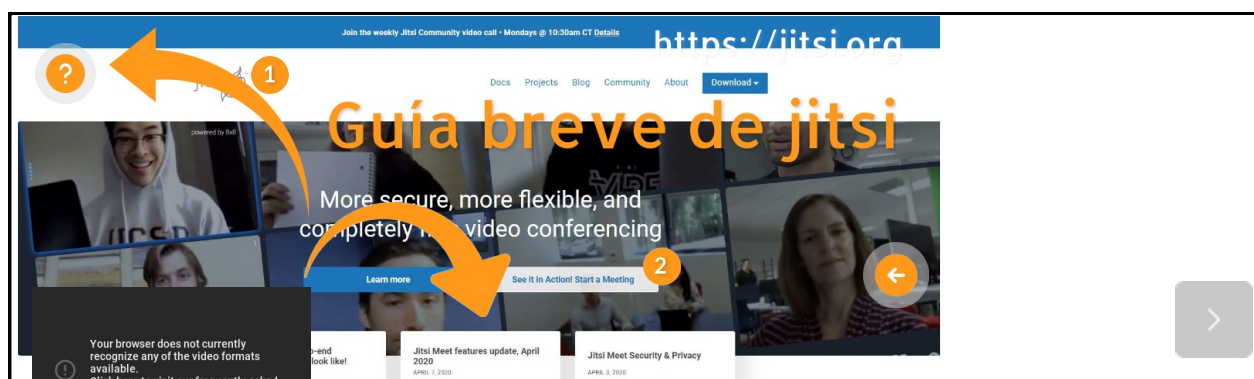 Join the weekly Jitsi Community video call • Mondays @ 10:30am CT Details
https://jitsi.org
?
1
Docs Projects Blog Community About Download
powered by 8x8
Guía breve de jitsi
More secure, more flexible, and
completely video conferencing
2
Learn more
See it in Action! Start a Meeting
Your browser does not currently
recognize any of the video formats
available.
look like!
Jitsi Meet features update, April
2020
APRIL 7, 2020
Jitsi Meet Security & Privacy
APRIL 3, 2020